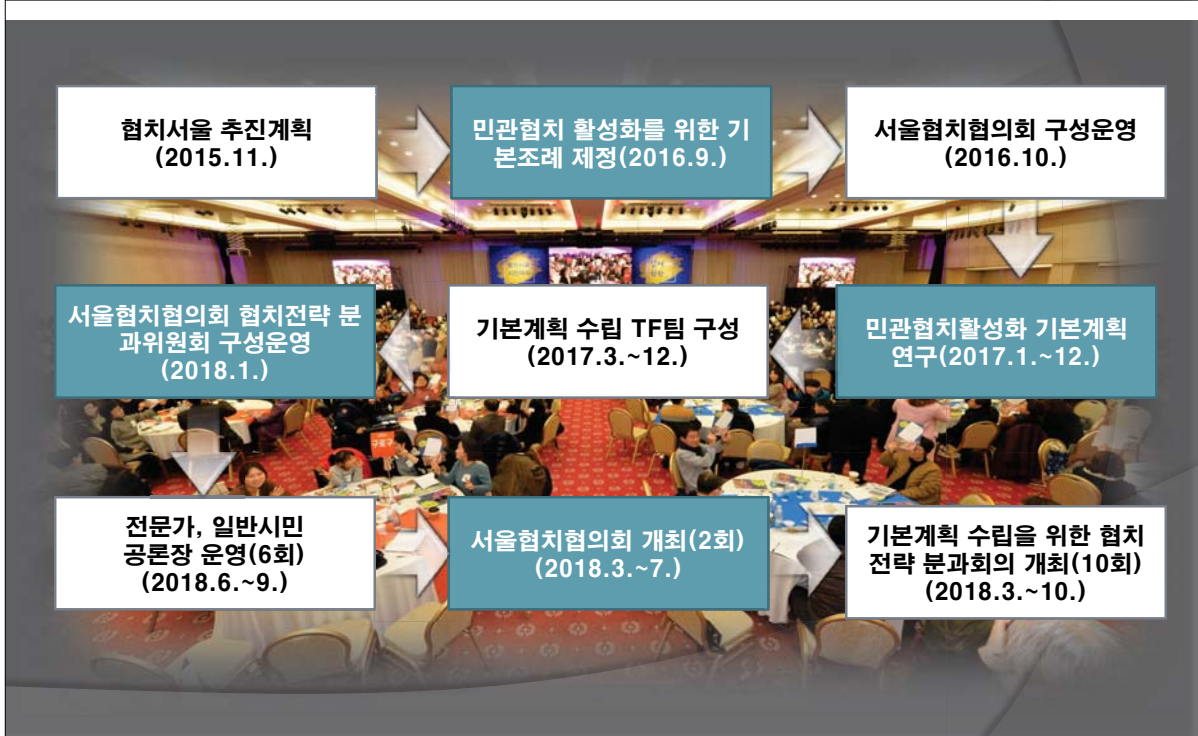 협치서울 추진계획
(2015.11.)
민관협치 활성화를 위한 기
본조례 제정(2016.9.)
서울협치협의회 구성운영
(2016.10.)
민관협치활성화 기본계획
연구(2017.1.~12.)
기본계획 수립 TF팀 구성
(2017.3.~12.)
서울협치협의회 협치전략 분
과위원회 구성운영
(2018.1.)
전문가, 일반시민
공론장 운영(6회)
(2018.6.~9.)
서울협치협의회 개최(2회)
(2018.3.~7.)
기본계획 수립을 위한 협치
전략 분과회의 개최(10회)
(2018.3.~10.)
구로구